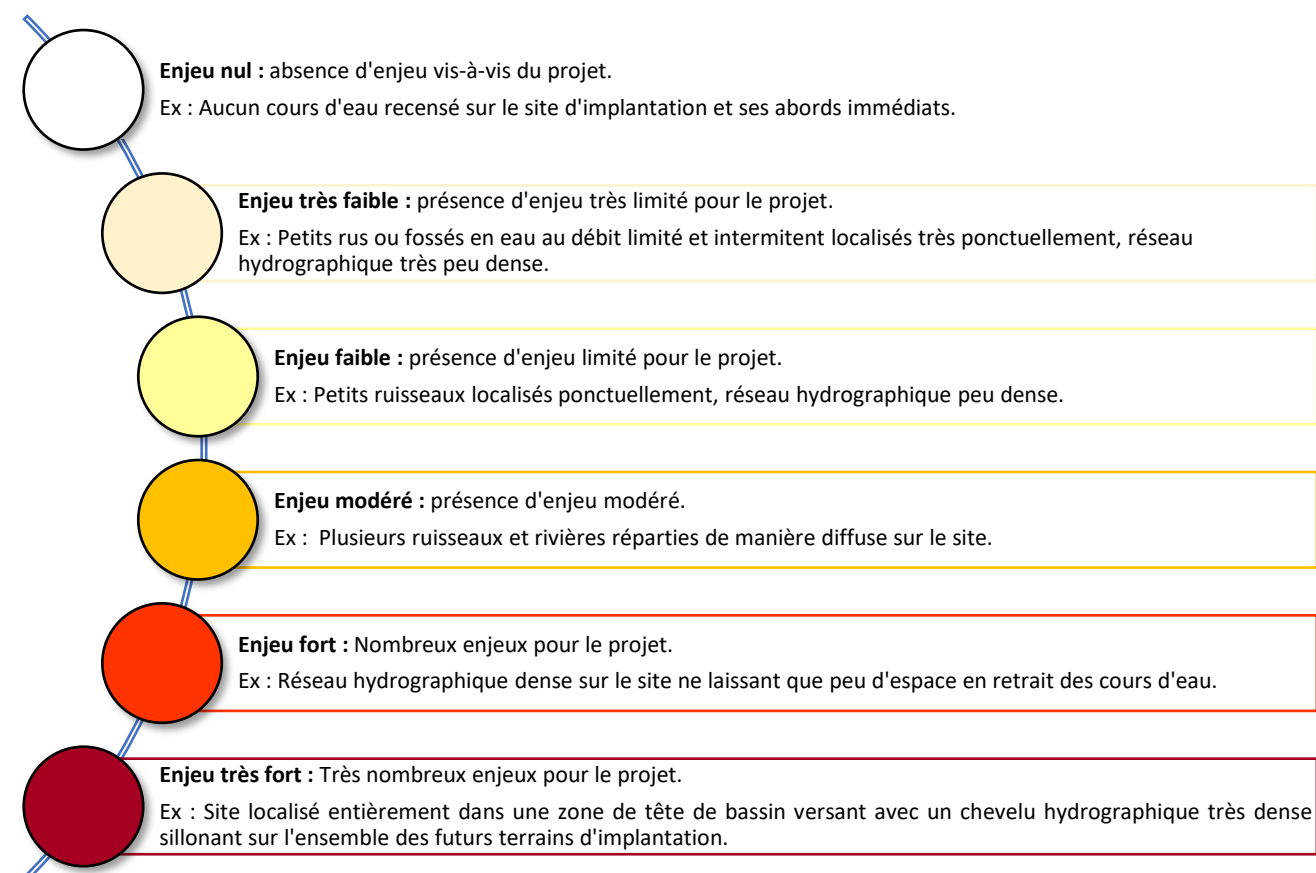 Enjeu nul : absence d'enjeu vis-à-vis du projet.
Ex : Aucun cours d'eau recensé sur le site d'implantation et ses abords immédiats.
Enjeu très faible : présence d'enjeu très limité pour le projet.
Ex : Petits rus ou fossés en eau au débit limité et intermitent localisés très ponctuellement, réseau
hydrographique très peu dense.
Enjeu faible : présence d'enjeu limité pour le projet.
Ex : Petits ruisseaux localisés ponctuellement, réseau hydrographique peu dense.
Enjeu modéré : présence d'enjeu modéré.
Ex :  Plusieurs ruisseaux et rivières réparties de manière diffuse sur le site.
Enjeu fort : Nombreux enjeux pour le projet.
Ex : Réseau hydrographique dense sur le site ne laissant que peu d'espace en retrait des cours d'eau.
Enjeu très fort : Très nombreux enjeux pour le projet.
Ex : Site localisé entièrement dans une zone de tête de bassin versant avec un chevelu hydrographique très dense
sillonant sur l'ensemble des futurs terrains d'implantation.